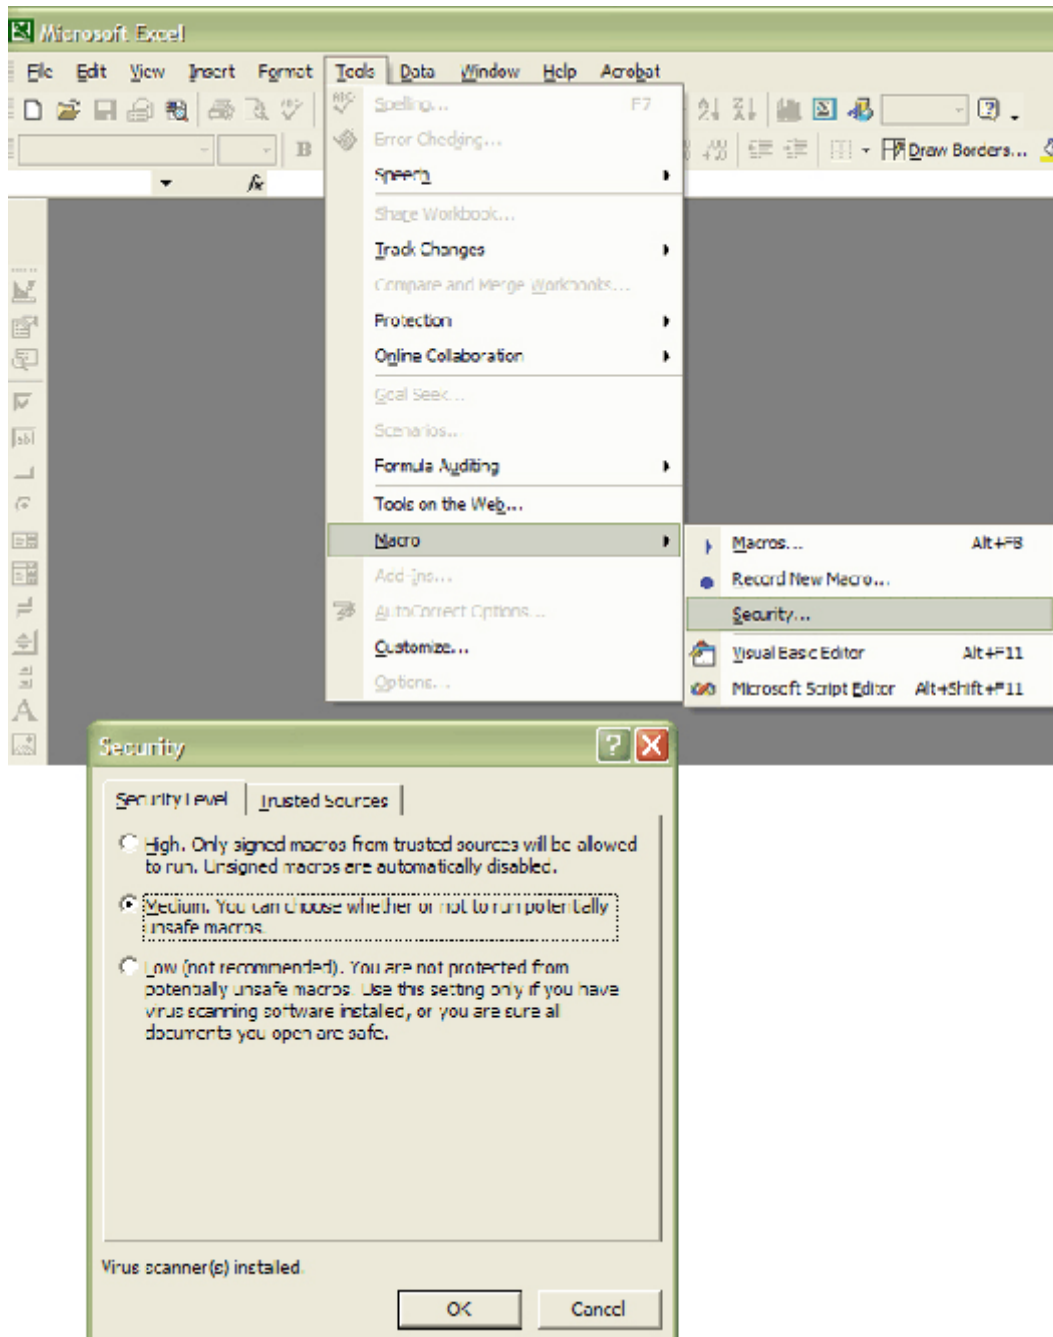 Microsoft Excel
File Edit View Insert Format Tools Data Window Help Acrobat
Spelling... F7
B Draw Borders...
Error Checking...
fx
Speech
Share Workbook...
Track Changes
Compare and Merge Workbooks...
Protection
Online Collaboration
Goal Seek...
Scenarios...
Formula Auditing
Tools on the Web...
Macro
Macros... Alt+F8
Add-Ins...
Record New Macro...
AutoCorrect Options...
Security...
Customize...
Visual Basic Editor Alt+F11
Options...
Microsoft Script Editor Alt+Shift+F11
A
Security
Security Level Trusted Sources
High. Only signed macros from trusted sources will be allowed
to run. Unsigned macros are automatically disabled.
Medium. You can choose whether or not to run potentially
unsafe macros.
Low (not recommended). You are not protected from
potentially unsafe macros. Use this setting only if you have
virus scanning software installed, or you are sure all
documents you open are safe.
Virus scanner(s) installed.
OK Cancel